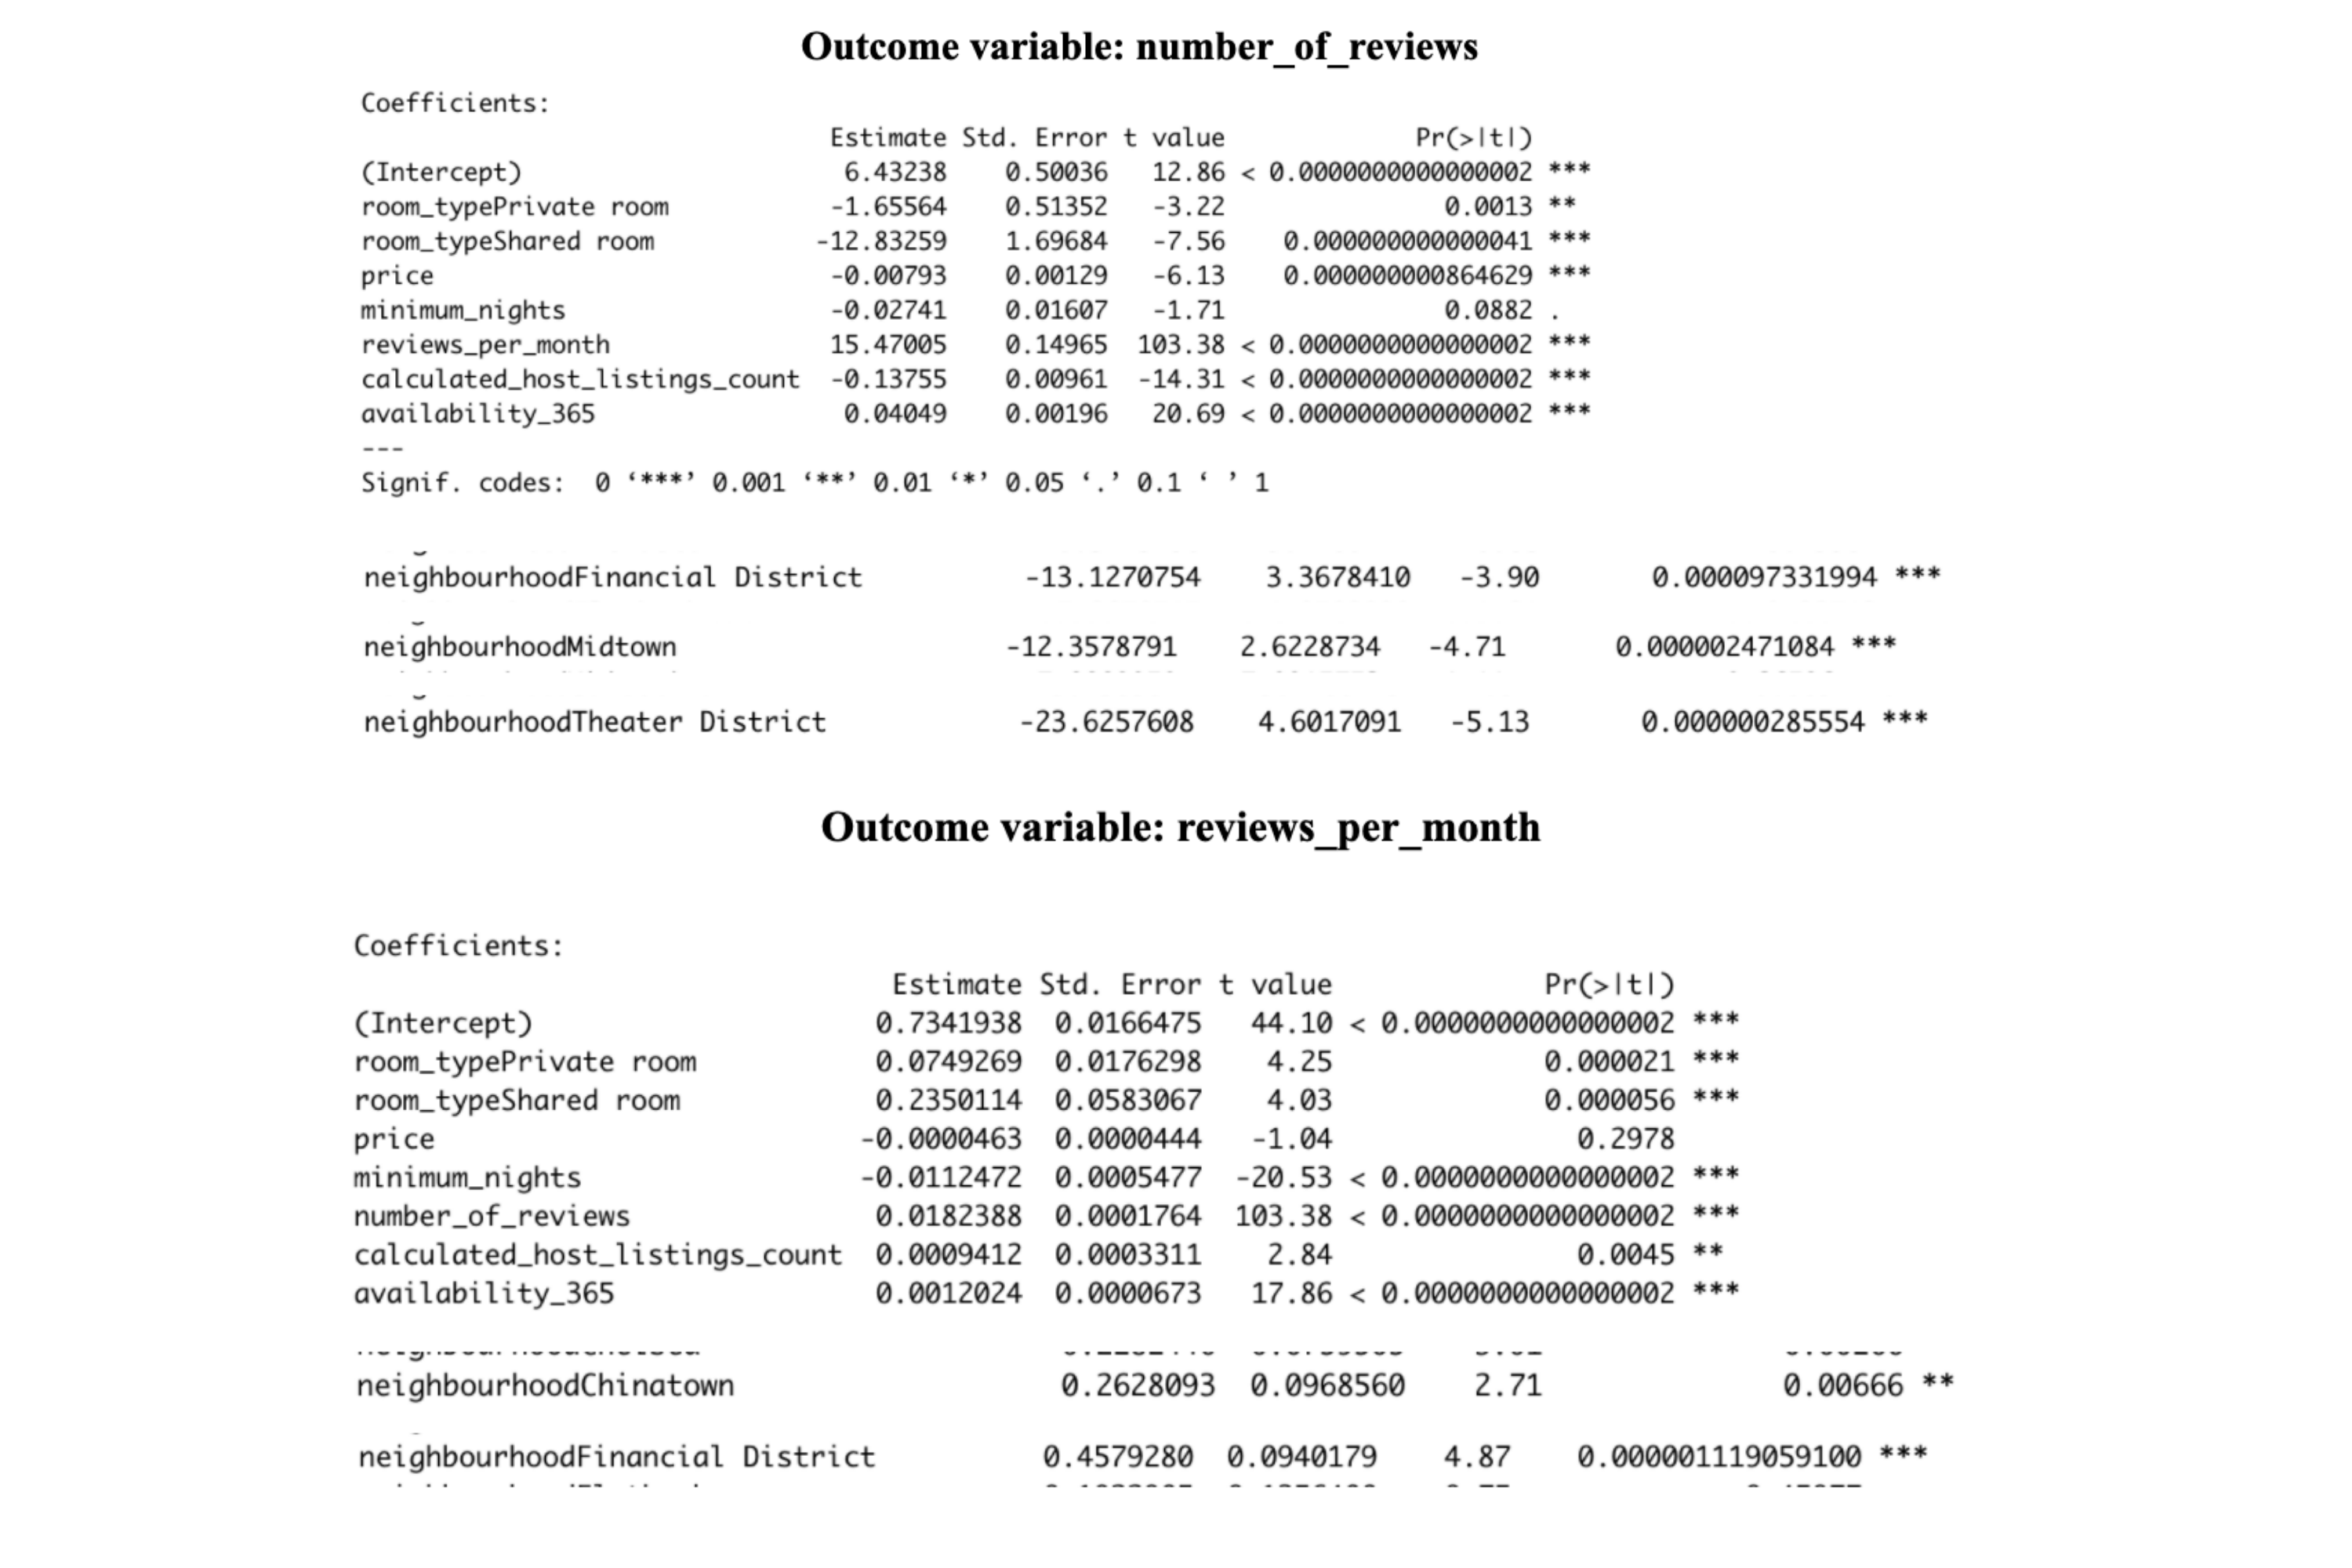 Outcome variable: number_of_reviews
Coefficients:
Estimate Std. Error t value Pr(>|t|)
(Intercept) 6.43238 0.50036 12.86 < 0.0000000000000002 ***
room_typePrivate room -1.65564 0.51352 -3.22 0.0013 **
room_typeShared room -12.83259 1.69684 -7.56 0.000000000000041 ***
price -0.00793 0.00129 -6.13 0.000000000864629 ***
minimum_nights -0.02741 0.01607 -1.71 0.0882 .
reviews_per_month 15.47005 0.14965 103.38 < 0.0000000000000002 ***
calculated_host_listings_count -0.13755 0.00961 -14.31 < 0.0000000000000002 ***
availability_365 0.04049 0.00196 20.69 < 0.0000000000000002 ***
---
Signif. codes: 0 ‘***’ 0.001 ‘**’ 0.01 ‘*’ 0.05 ‘.’ 0.1 ‘ ’ 1
neighbourhoodFinancial District -13.1270754 3.3678410 -3.90 0.000097331994 ***
neighbourhoodMidtown -12.3578791 2.6228734 -4.71 0.000002471084 ***
neighbourhoodTheater District -23.6257608 4.6017091 -5.13 0.000000285554 ***
Outcome variable: reviews_per_month
Coefficients:
Estimate Std. Error t value Pr(>|t|)
(Intercept) 0.7341938 0.0166475 44.10 < 0.0000000000000002 ***
room_typePrivate room 0.0749269 0.0176298 4.25 0.000021 ***
room_typeShared room 0.2350114 0.0583067 4.03 0.000056 ***
price -0.0000463 0.0000444 -1.04 0.2978
minimum_nights -0.0112472 0.0005477 -20.53 < 0.0000000000000002 ***
number_of_reviews 0.0182388 0.0001764 103.38 < 0.0000000000000002 ***
calculated_host_listings_count 0.0009412 0.0003311 2.84 0.0045 **
availability_365 0.0012024 0.0000673 17.86 < 0.0000000000000002 ***
neighbourhoodChinatown 0.2628093 0.0968560 2.71 0.00666 **
neighbourhoodFinancial District 0.4579280 0.0940179 4.87 0.000001119059100 ***